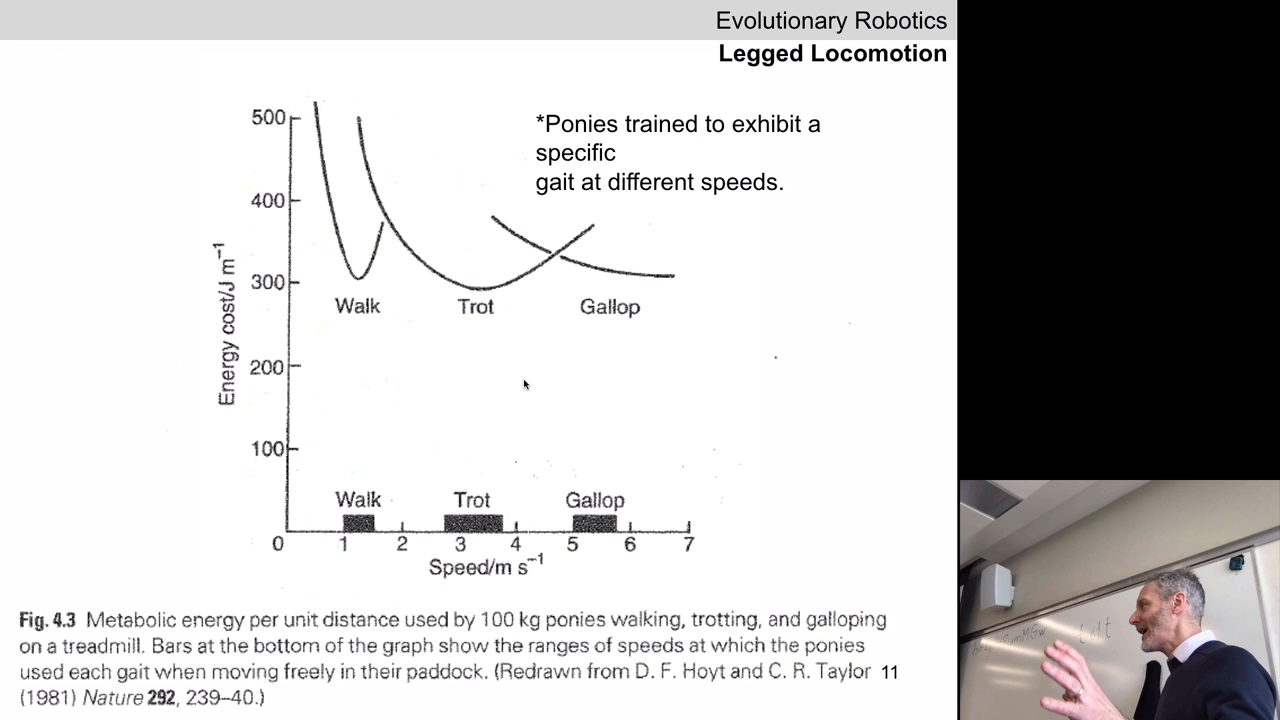 Evolutionary Robotics
Legged Locomotion
*Ponies trained to exhibit a
specific
gait at different speeds.
500
400
300
200
100
0
Energy cost/J m⁻¹
Walk Trot Gallop
Walk Trot Gallop
1 2 3 4 5 6 7
Speed/m s⁻¹
Fig. 4.3 Metabolic energy per unit distance used by 100 kg ponies walking, trotting, and galloping
on a treadmill. Bars at the bottom of the graph show the ranges of speeds at which the ponies
used each gait when moving freely in their paddock. (Redrawn from D. F. Hoyt and C. R. Taylor 11
(1981) Nature 292, 239–40.)